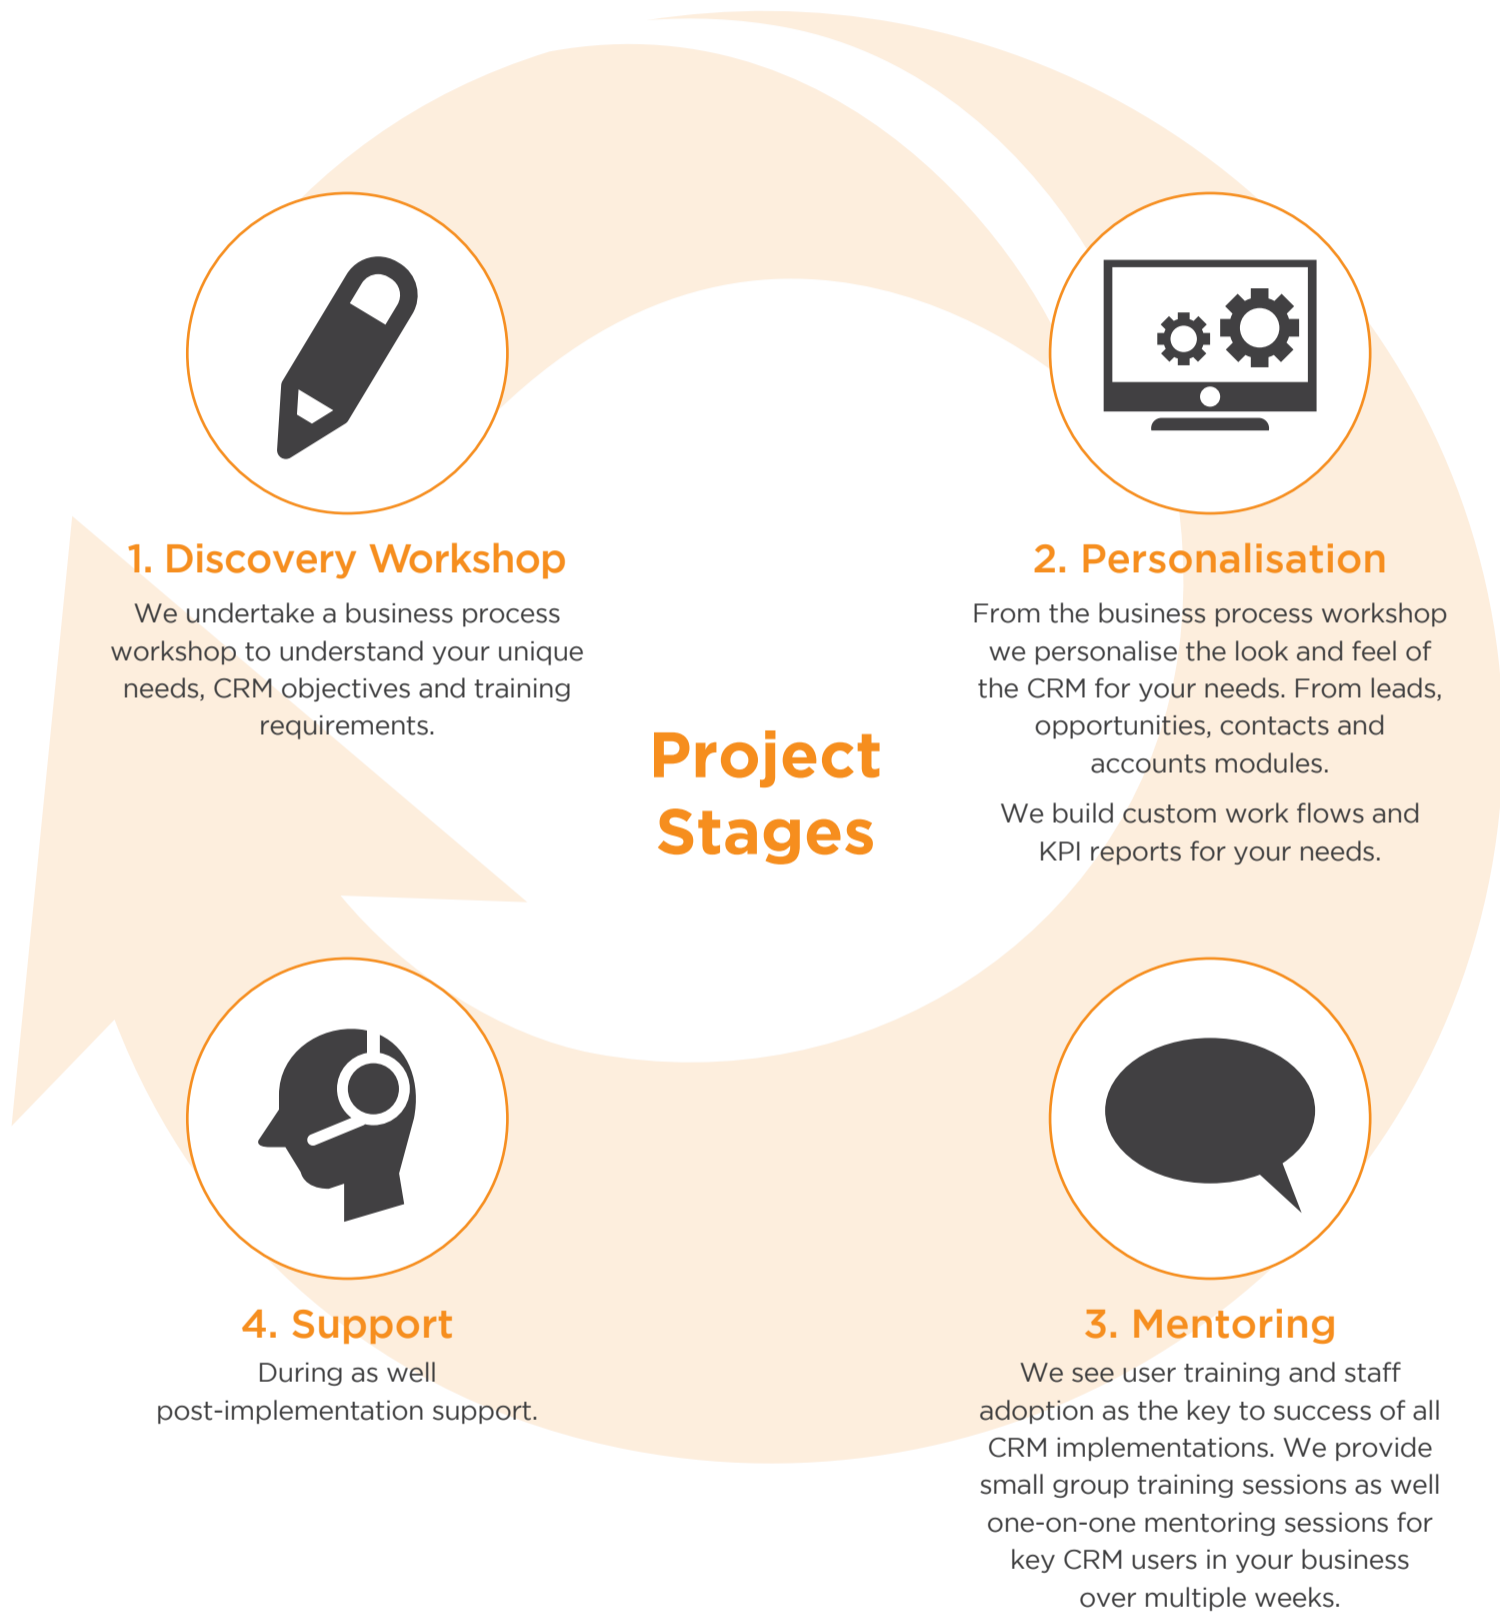 1. Discovery Workshop
We undertake a business process
workshop to understand your unique
needs, CRM objectives and training
requirements.
2. Personalisation
From the business process workshop
we personalise the look and feel of
the CRM for your needs. From leads,
opportunities, contacts and
accounts modules.
We build custom work flows and
KPI reports for your needs.
Project
Stages
3. Mentoring
We see user training and staff
adoption as the key to success of all
CRM implementations. We provide
small group training sessions as well
one-on-one mentoring sessions for
key CRM users in your business
over multiple weeks.
4. Support
During as well
post-implementation support.